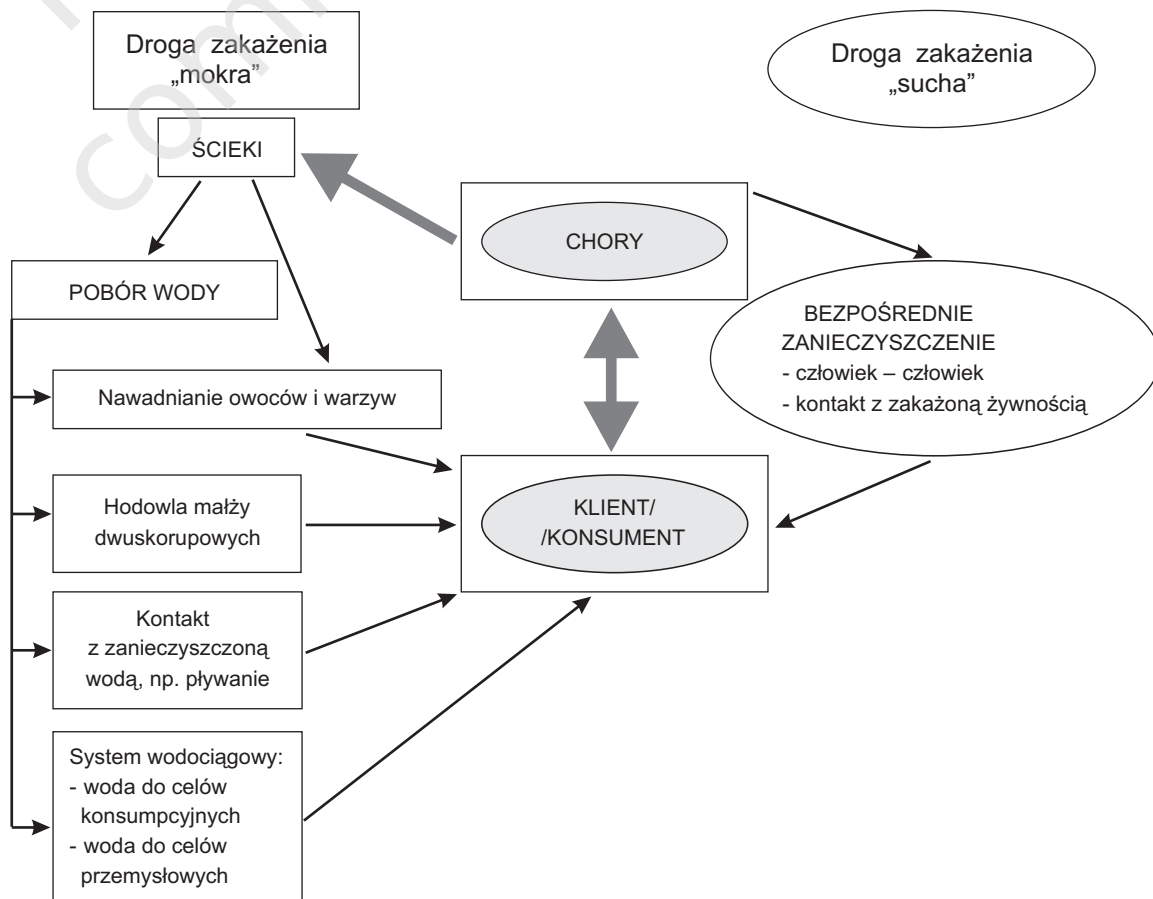 Droga zakażenia
„mokra”
Droga zakażenia
„sucha”
ŚCIEKI
CHORY
POBÓR WODY
BEZPOŚREDNIE
ZANIECZYSZCZENIE
- człowiek – człowiek
- kontakt z zakażoną żywnością
Nawadnianie owoców i warzyw
Hodowla małży
dwuskorupowych
KLIENT/
/KONSUMENT
Kontakt
z zanieczyszczoną
wodą, np. pływanie
System wodociągowy:
- woda do celów
konsumpcyjnych
- woda do celów
przemysłowych